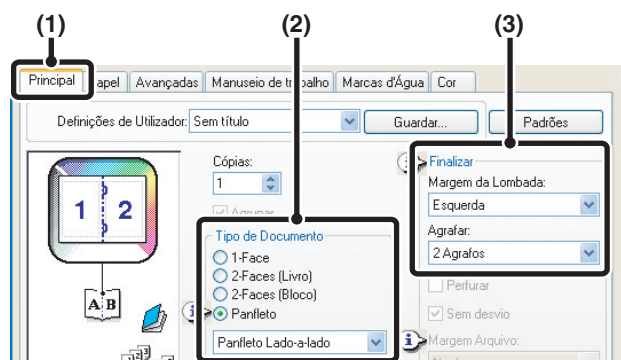 (1) (2) (3)
Principal apel Avançadas Manuseio de trabalho Marcas d'Água Cor
Definições de Utilizador: Sem título Guardar... Padrões
Cópias:
1
Agrupar
Tipo de Documento
1-Face
2-Faces (Livro)
2-Faces (Bloco)
Panfleto
Panfleto Lado-a-lado
Finalizar
Margem da Lombada:
Esquerda
Agrafar:
2 Agrafos
Perfurar
Sem desvio
Margem Arquivo:
1 2
A B